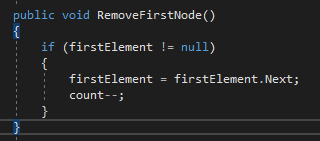 public void RemoveFirstNode()
{
    if (firstElement != null)
    {
        firstElement = firstElement.Next;
        count--;
    }
}